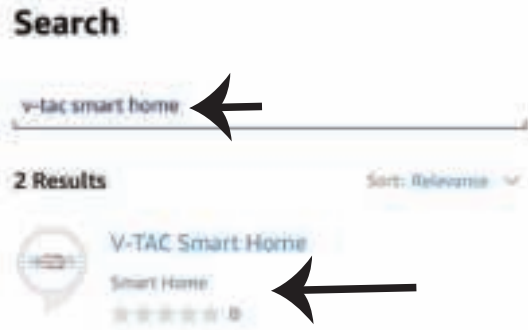 Search
v-tac smart home
2 Results
Sort: Relevance
V-TAC Smart Home
Smart Home
0